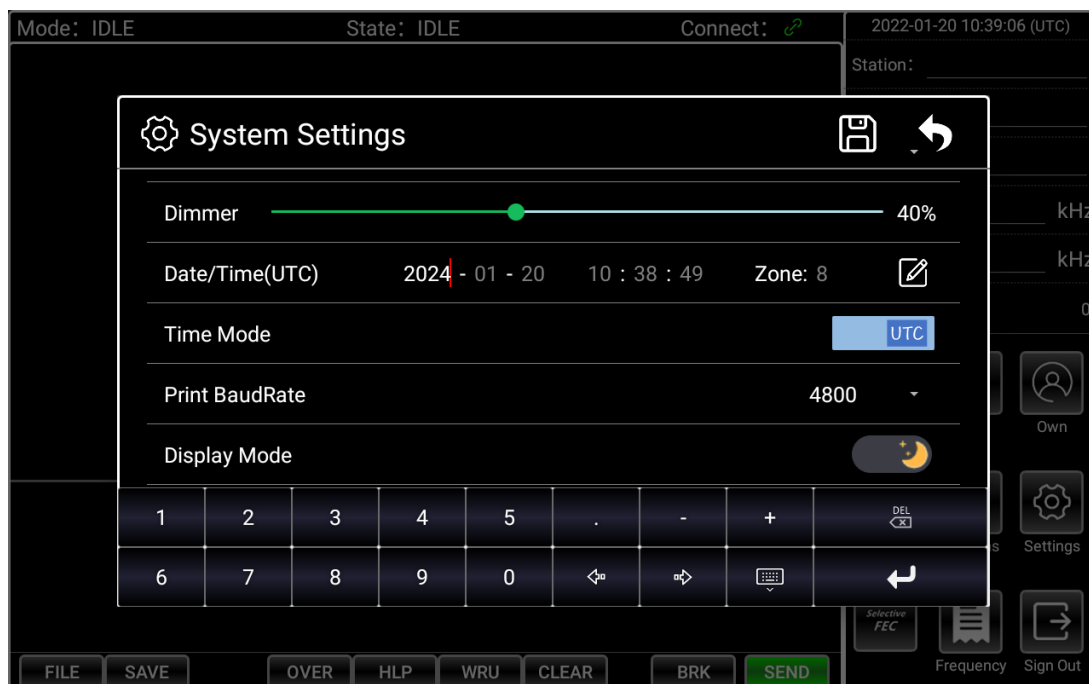 Mode: IDLE State: IDLE Connect:
2022-01-20 10:39:06 (UTC)
Station:
System Settings
kHz
kHz
Dimmer 40%
Date/Time(UTC) 2024 - 01 - 20 10 : 38 : 49 Zone: 8
Time Mode UTC
Print BaudRate 4800
Display Mode
Own
Settings
1 2 3 4 5 . - + DEL
6 7 8 9 0
Selective
FEC
Frequency Sign Out
FILE SAVE OVER HLP WRU CLEAR BRK SEND